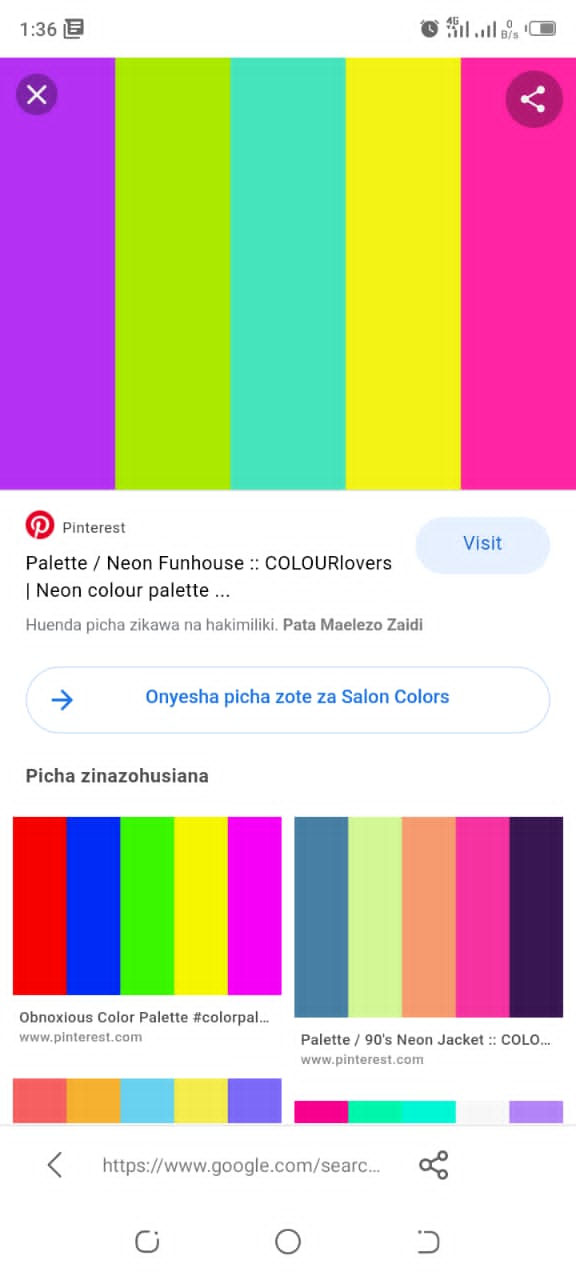 1:36
4G
0
B/s
Pinterest
Palette / Neon Funhouse :: COLOURlovers
| Neon colour palette ...
Visit
Huenda picha zikawa na hakimiliki. Pata Maelezo Zaidi
Onyesha picha zote za Salon Colors
Picha zinazohusiana
Obnoxious Color Palette #colorpal...
www.pinterest.com
Palette / 90's Neon Jacket :: COLO...
www.pinterest.com
https://www.google.com/searc...